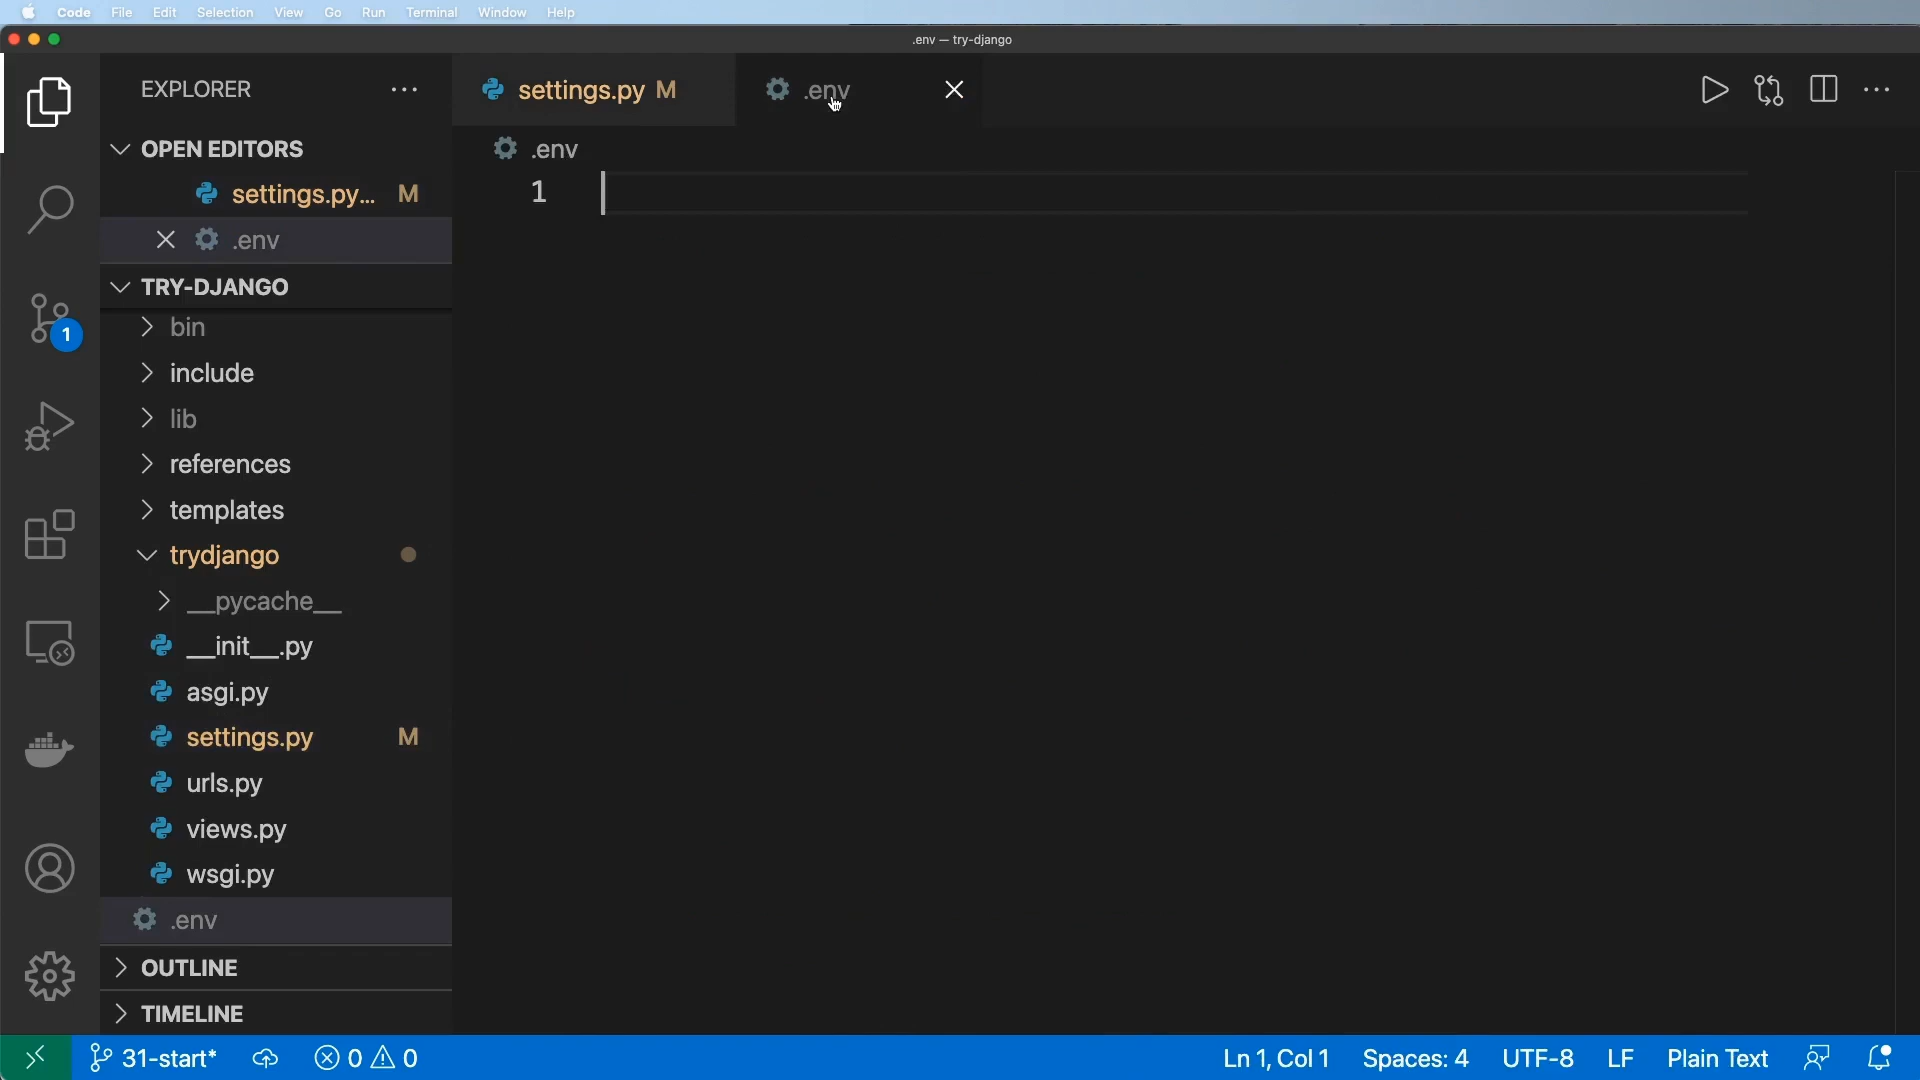 Code File Edit Selection View Go Run Terminal Window Help
.env — try-django
EXPLORER
settings.py M
.env
OPEN EDITORS
.env
settings.py... M
1
.env
TRY-DJANGO
bin
include
lib
references
templates
trydjango
__pycache__
__init__.py
asgi.py
settings.py M
urls.py
views.py
wsgi.py
.env
OUTLINE
TIMELINE
1
31-start* 0 0 Ln 1, Col 1 Spaces: 4 UTF-8 LF Plain Text